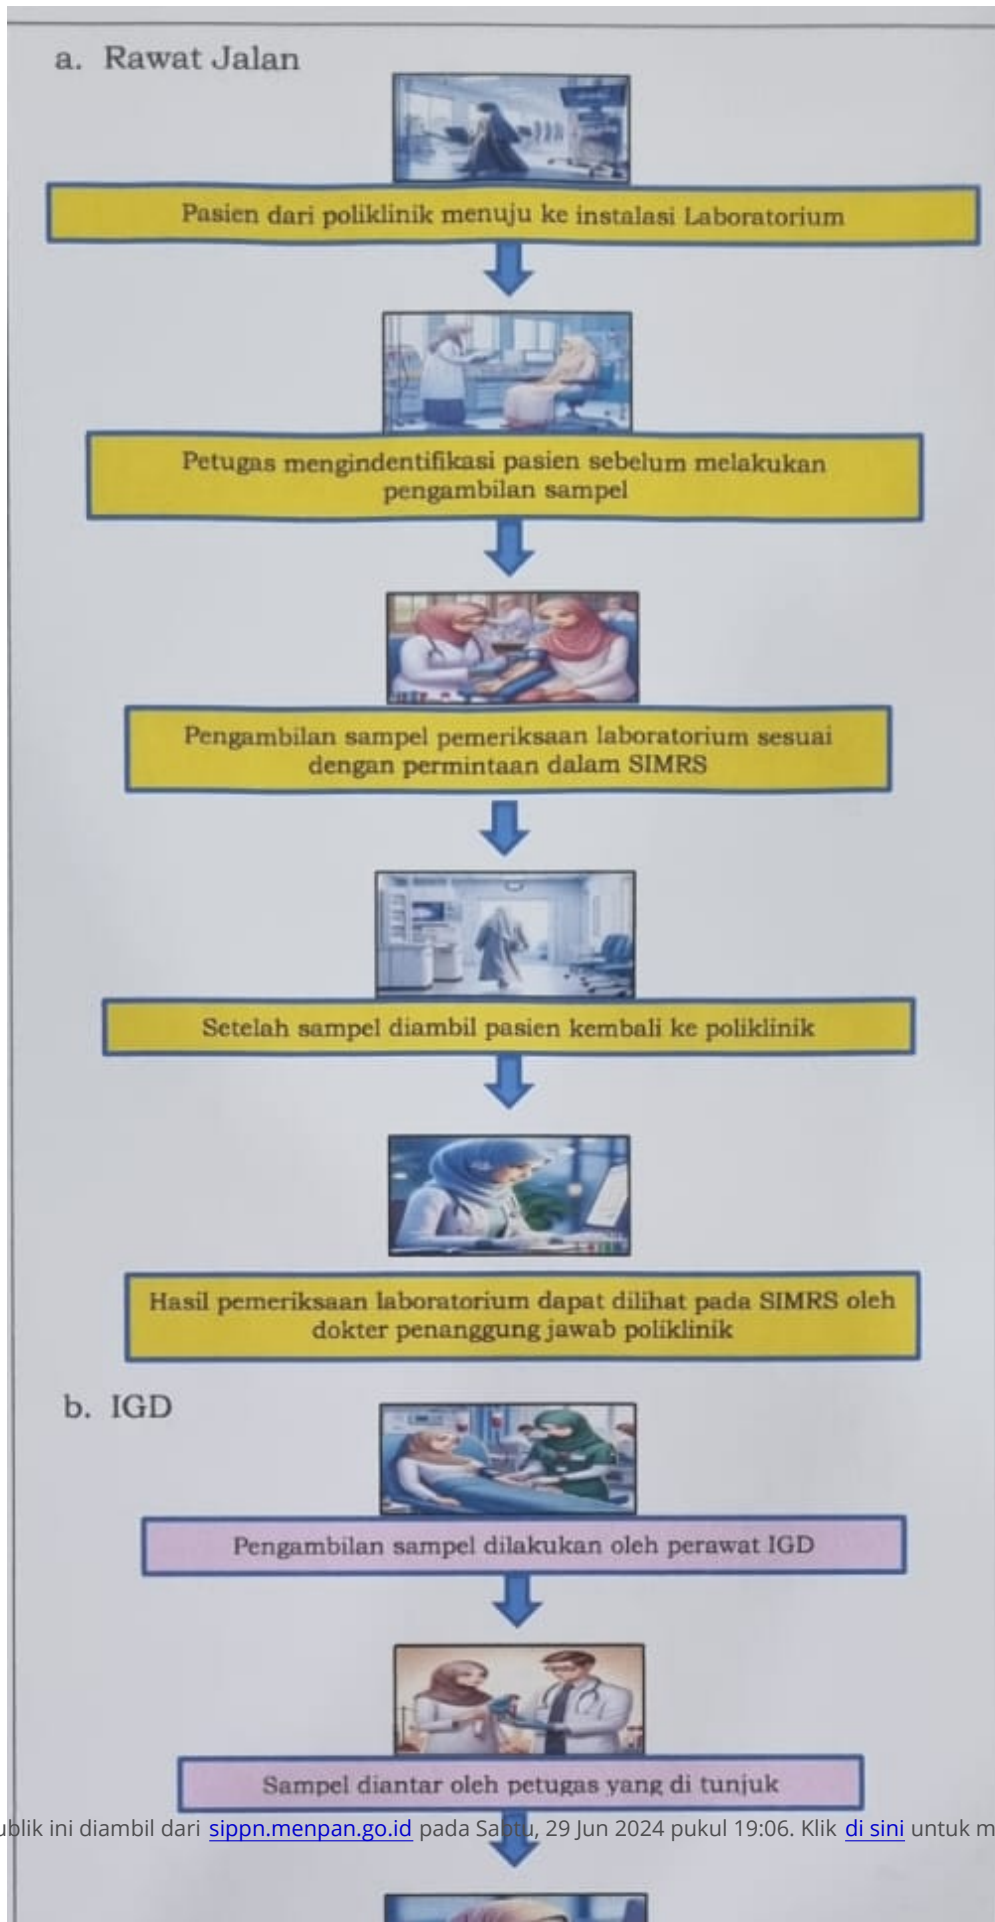 a. Rawat Jalan
Pasien dari poliklinik menuju ke instalasi Laboratorium
Petugas mengindentifikasi pasien sebelum melakukan
pengambilan sampel
Pengambilan sampel pemeriksaan laboratorium sesuai
dengan permintaan dalam SIMRS
Setelah sampel diambil pasien kembali ke poliklinik
Hasil pemeriksaan laboratorium dapat dilihat pada SIMRS oleh
dokter penanggung jawab poliklinik
b. IGD
Pengambilan sampel dilakukan oleh perawat IGD
Sampel diantar oleh petugas yang di tunjuk
ini diambil dari sippn.menpan.go.id pada Sabtu, 29 Jun 2024 pukul 19:06. Klik di sini untuk